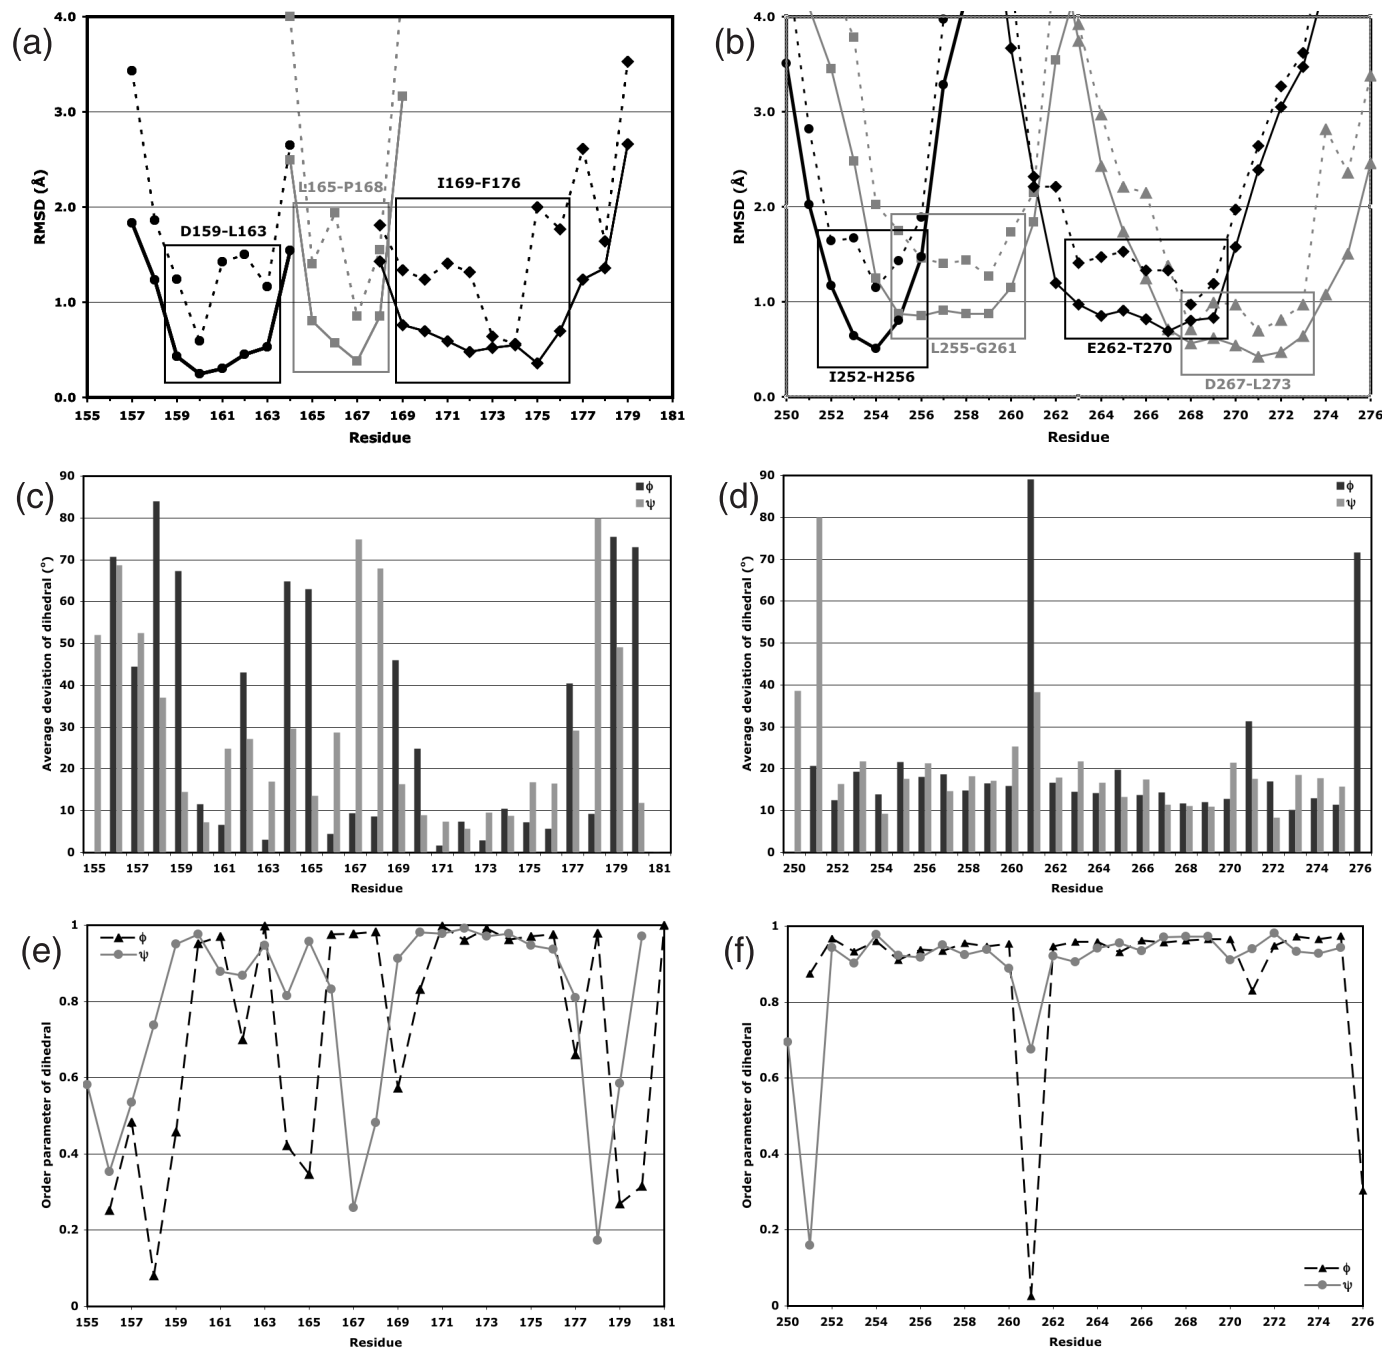 (a)
4.0
3.0
2.0
1.0
0.0
RMSD (Å)
D159-L163
L165-P168
I169-F176
155 157 159 161 163 165 167 169 171 173 175 177 179 181
Residue
(b)
4.0
3.0
2.0
1.0
0.0
RMSD (Å)
I252-H256
L255-G261
E262-T270
D267-L273
250 252 254 256 258 260 262 264 266 268 270 272 274 276
Residue
(c)
90
80
70
60
50
40
30
20
10
0
Average deviation of dihedral (°)
ϕ
ψ
155 157 159 161 163 165 167 169 171 173 175 177 179 181
Residue
(d)
90
80
70
60
50
40
30
20
10
0
Average deviation of dihedral (°)
ϕ
ψ
250 252 254 256 258 260 262 264 266 268 270 272 274 276
Residue
(e)
1
0.8
0.6
0.4
0.2
0
Order parameter of dihedral
ϕ
ψ
155 157 159 161 163 165 167 169 171 173 175 177 179 181
Residue
(f)
1
0.8
0.6
0.4
0.2
0
Order parameter of dihedral
ϕ
ψ
250 252 254 256 258 260 262 264 266 268 270 272 274 276
Residue